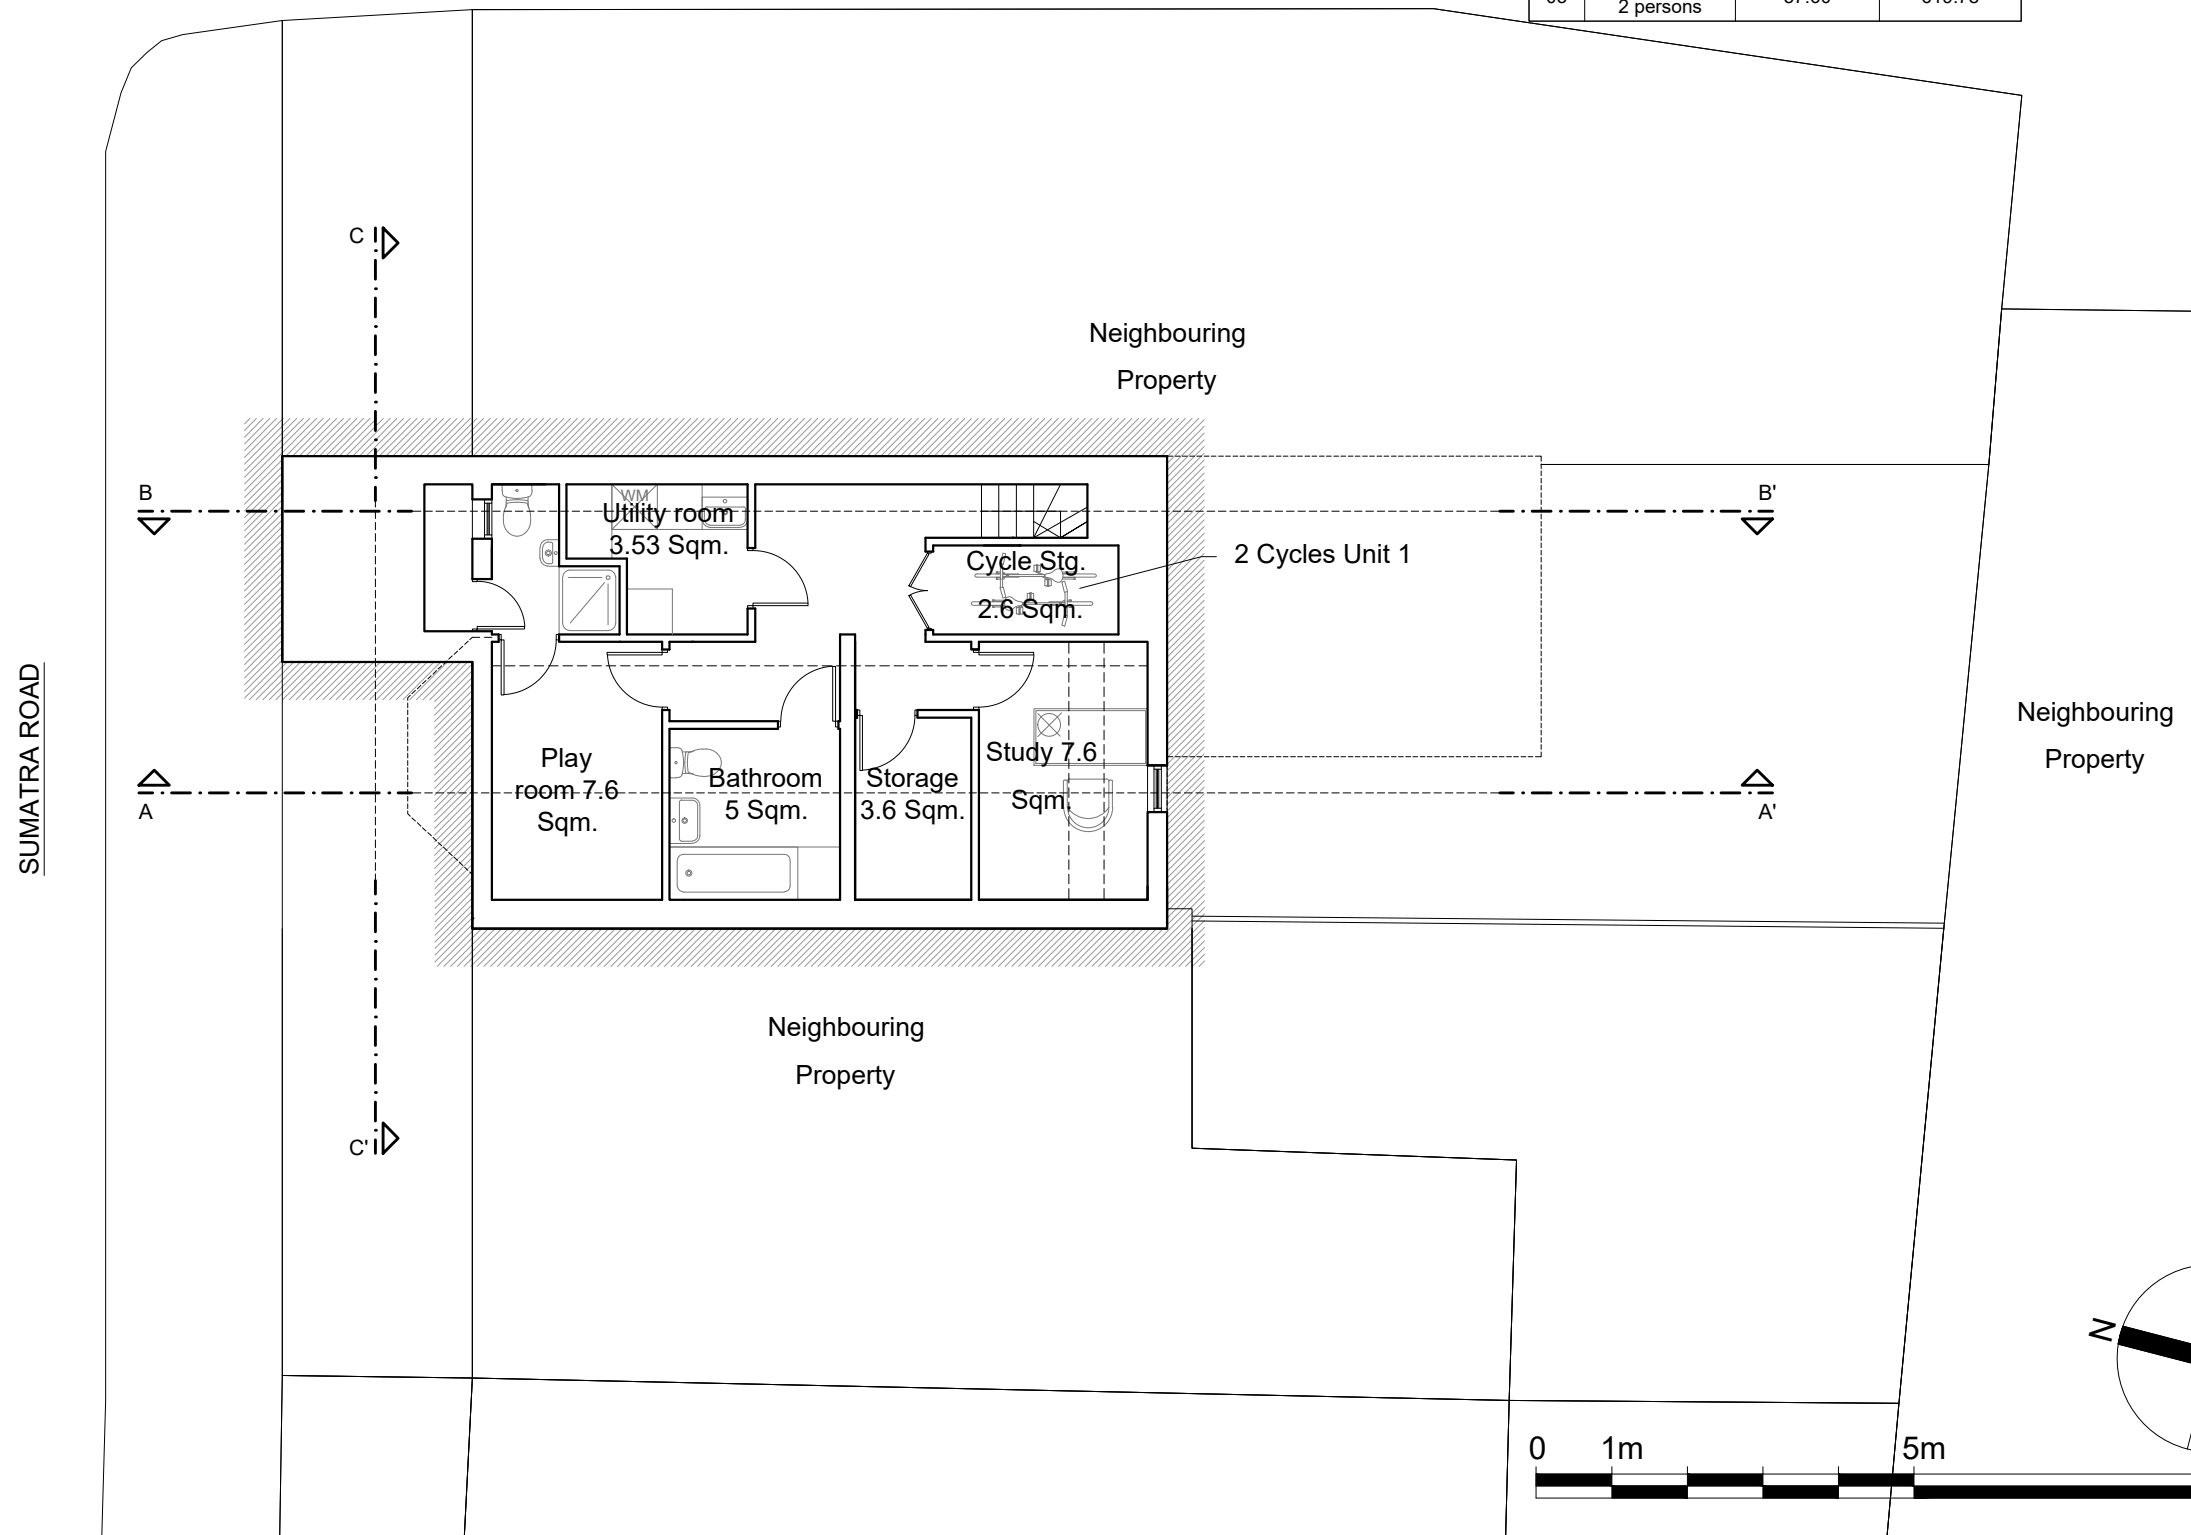 2 persons
C
Neighbouring
Property
B
B'
WM
Utility room
3.53 Sqm.
Cycle Stg.
2.6 Sqm.
2 Cycles Unit 1
SUMATRA ROAD
Neighbouring
Property
Play
room 7.6
Sqm.
Bathroom
5 Sqm.
Storage
3.6 Sqm.
Study 7.6
Sqm.
A
A'
Neighbouring
Property
C'
N
0 1m 5m